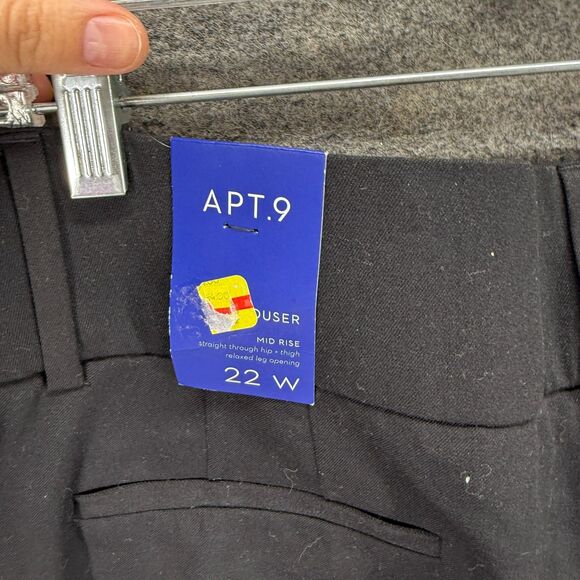 APT.9
OUSER
MID RISE
straight through hip + thigh
relaxed leg opening
22 W